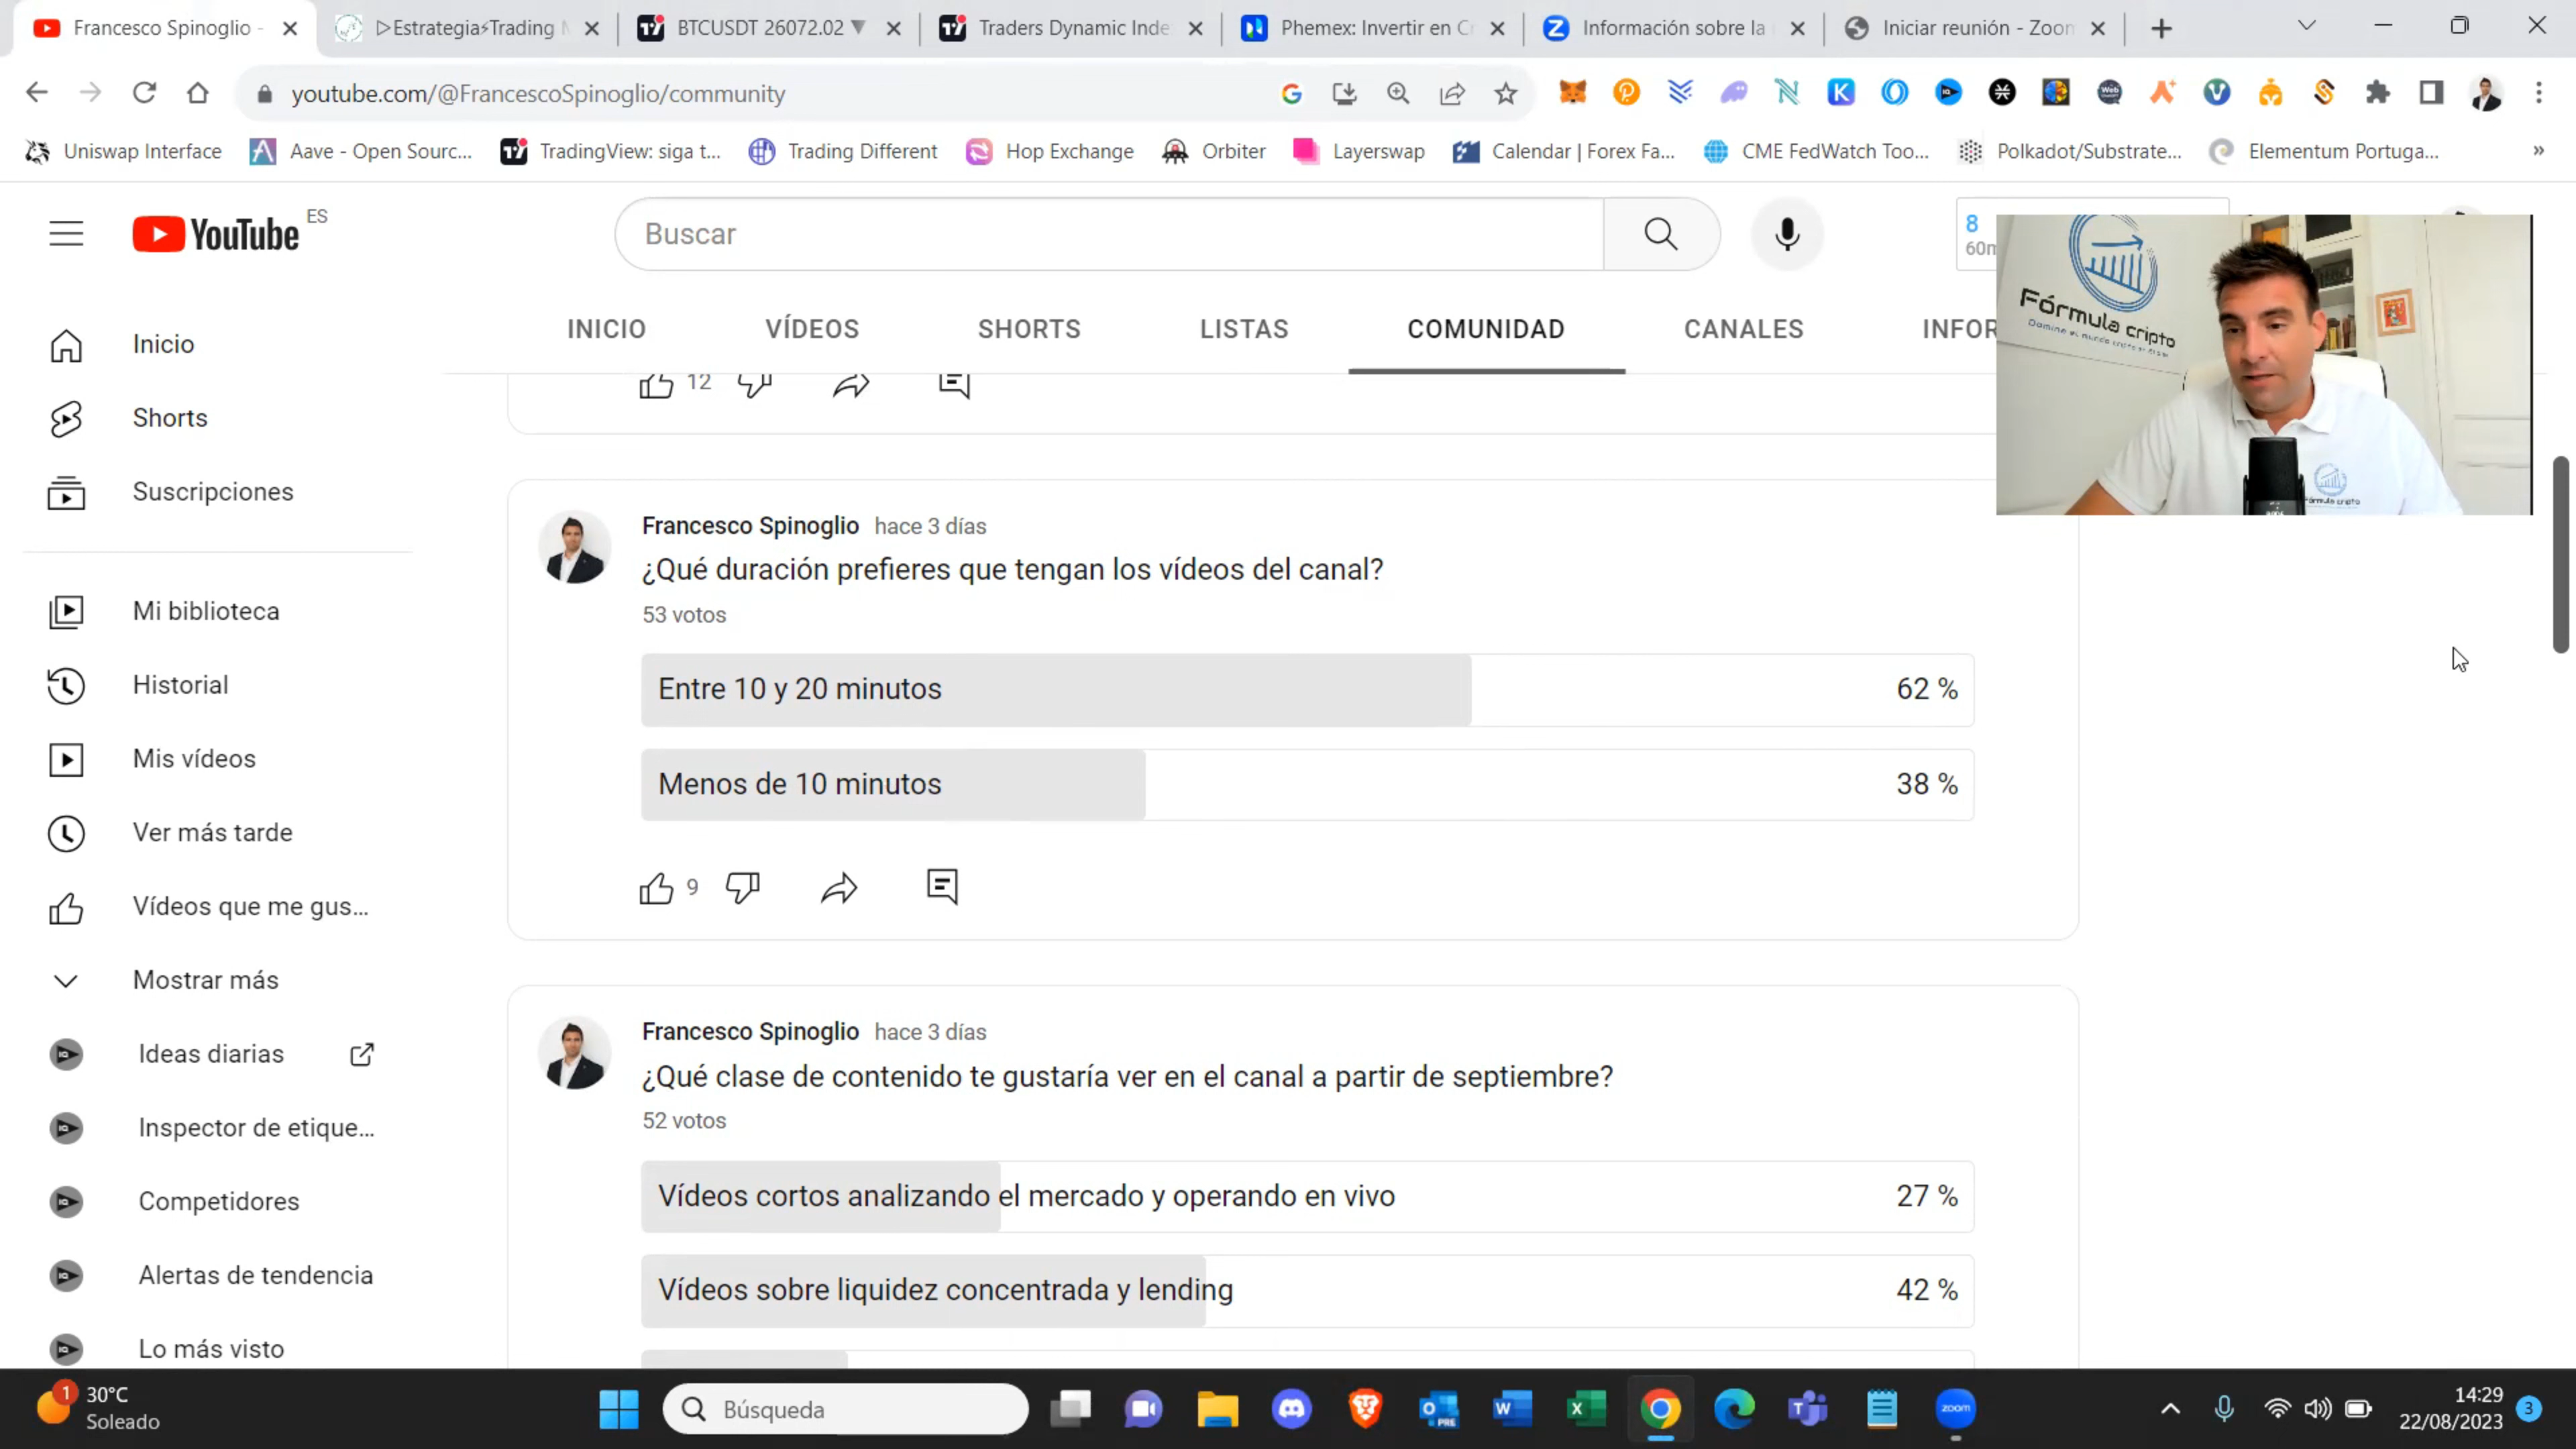 Francesco Spinoglio -
▷Estrategia⚡Trading
BTCUSDT 26072.02 ▼
Traders Dynamic Inde
Phemex: Invertir en C
Información sobre la
Iniciar reunión - Zoom
youtube.com/@FrancescoSpinoglio/community
Uniswap Interface
Aave - Open Sourc...
TradingView: siga t...
Trading Different
Hop Exchange
Orbiter
Layerswap
Calendar | Forex Fa...
CME FedWatch Too...
Polkadot/Substrate...
Elementum Portuga...
»
YouTube
ES
Buscar
8
60m
INICIO
VÍDEOS
SHORTS
LISTAS
COMUNIDAD
CANALES
INFOR
Fórmula cripto
Fórmula cripto
Inicio
Shorts
Suscripciones
Mi biblioteca
Historial
Mis vídeos
Ver más tarde
Vídeos que me gus...
Mostrar más
Ideas diarias
Inspector de etique...
Competidores
Alertas de tendencia
Lo más visto
12
Francesco Spinoglio hace 3 días
¿Qué duración prefieres que tengan los vídeos del canal?
53 votos
Entre 10 y 20 minutos 62 %
Menos de 10 minutos 38 %
9
Francesco Spinoglio hace 3 días
¿Qué clase de contenido te gustaría ver en el canal a partir de septiembre?
52 votos
Vídeos cortos analizando el mercado y operando en vivo 27 %
Vídeos sobre liquidez concentrada y lending 42 %
1
30°C
Soleado
Búsqueda
PRE
zoom
14:29
22/08/2023
3